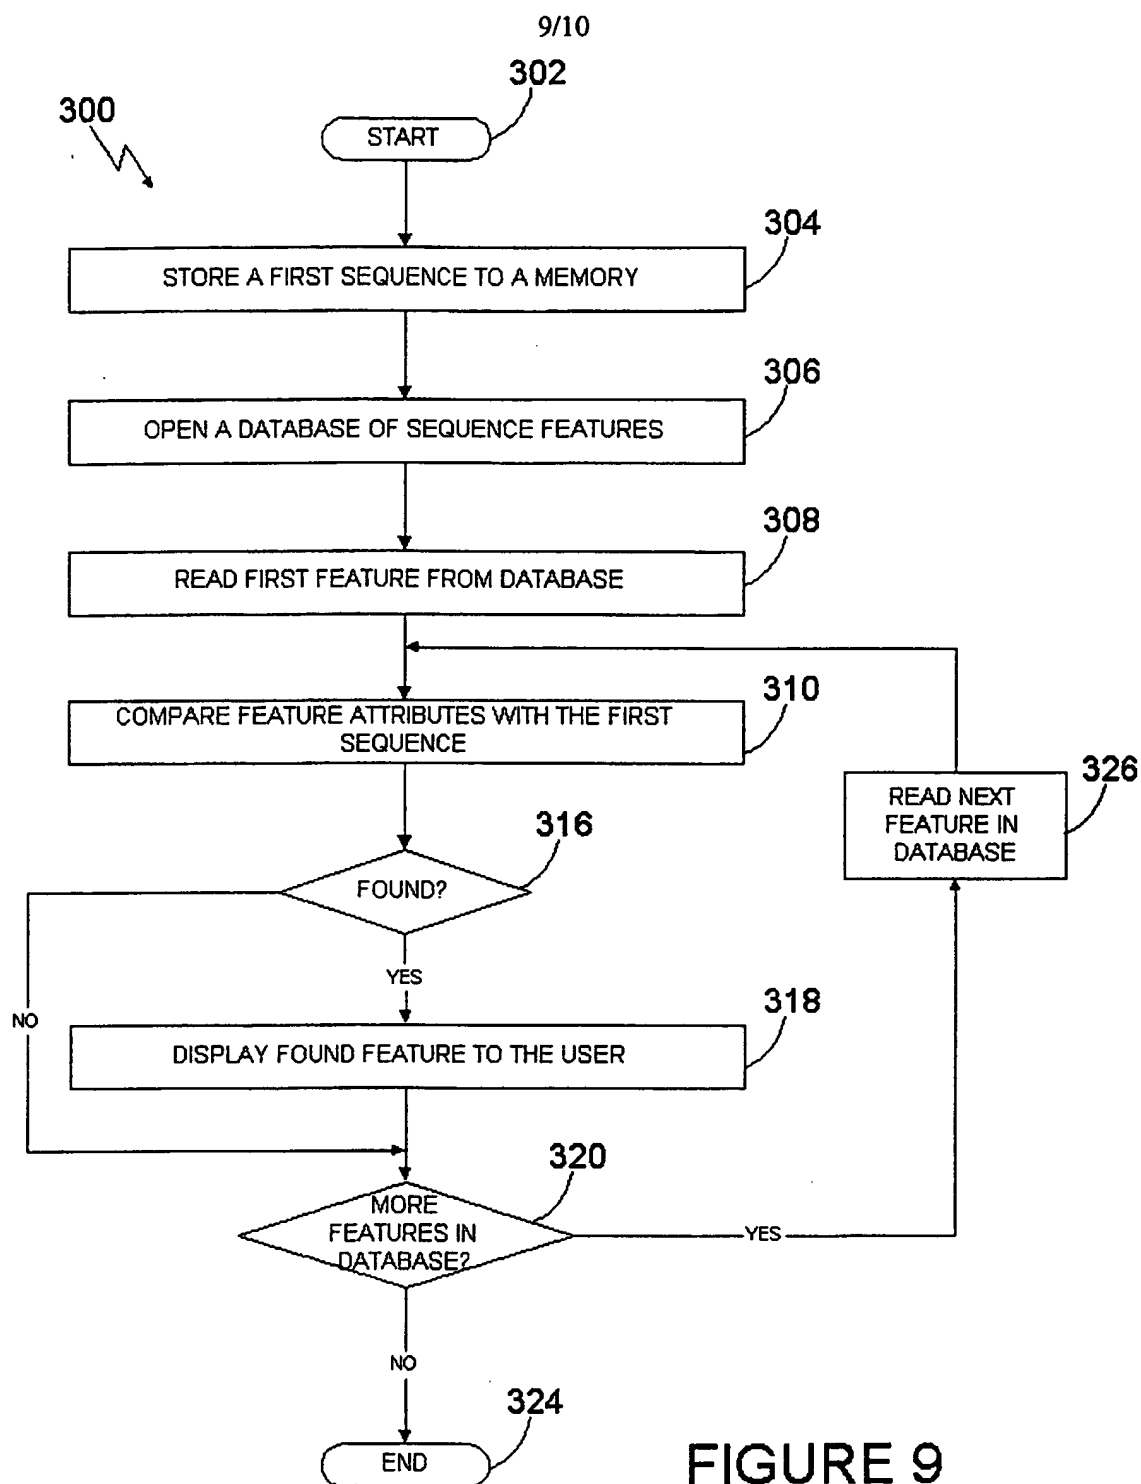 9/10
302
300
START
304
STORE A FIRST SEQUENCE TO A MEMORY
306
OPEN A DATABASE OF SEQUENCE FEATURES
308
READ FIRST FEATURE FROM DATABASE
310
COMPARE FEATURE ATTRIBUTES WITH THE FIRST
SEQUENCE
326
READ NEXT
FEATURE IN
DATABASE
316
FOUND?
YES
NO
318
DISPLAY FOUND FEATURE TO THE USER
320
MORE
FEATURES IN
DATABASE?
YES
NO
324
END
FIGURE 9